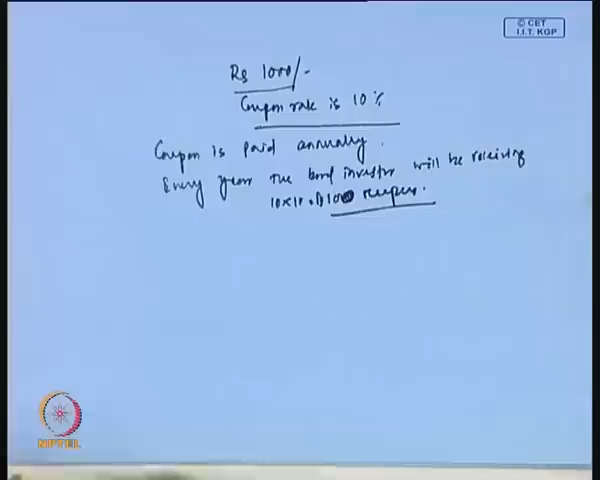 © CET
I.I.T. KGP
Rs 1000/-
Coupon rate is 10%
Coupon is paid annually.
Every year the bond investor will be receiving
rupees.
NPTEL